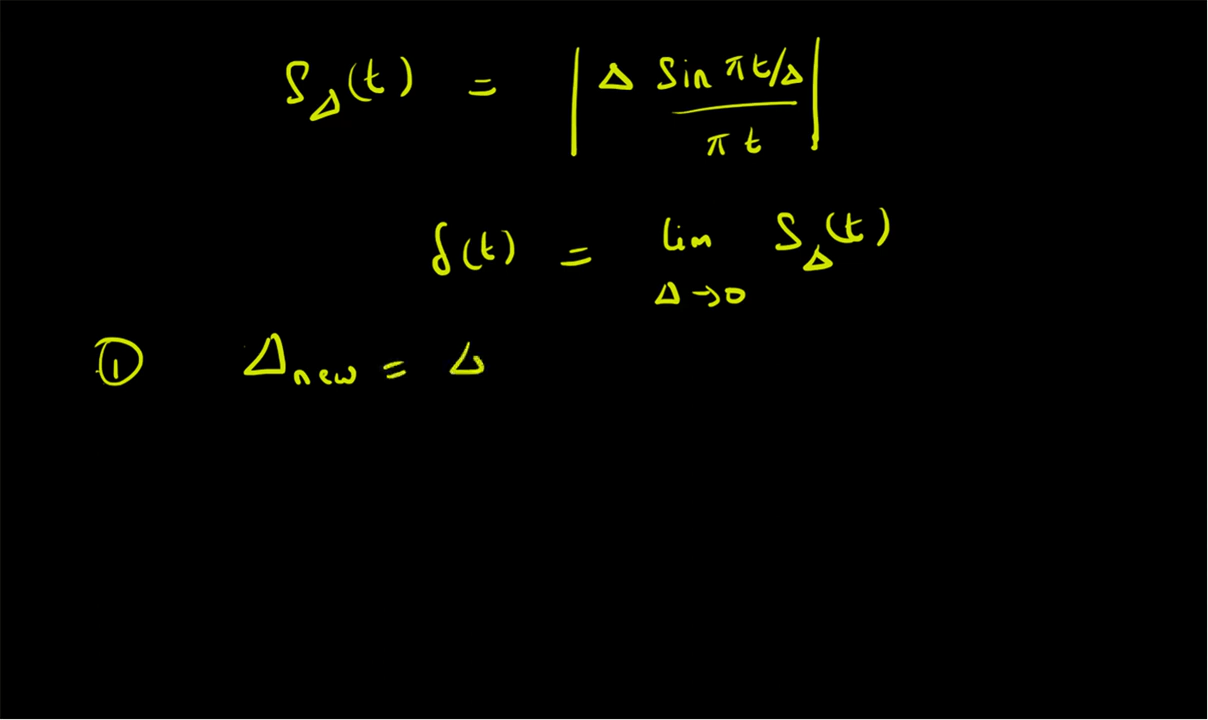 S_Δ(t) = | Δ Sin πt/Δ / πt |
δ(t) = lim_{Δ→0} S_Δ(t)
① Δ_new = Δ